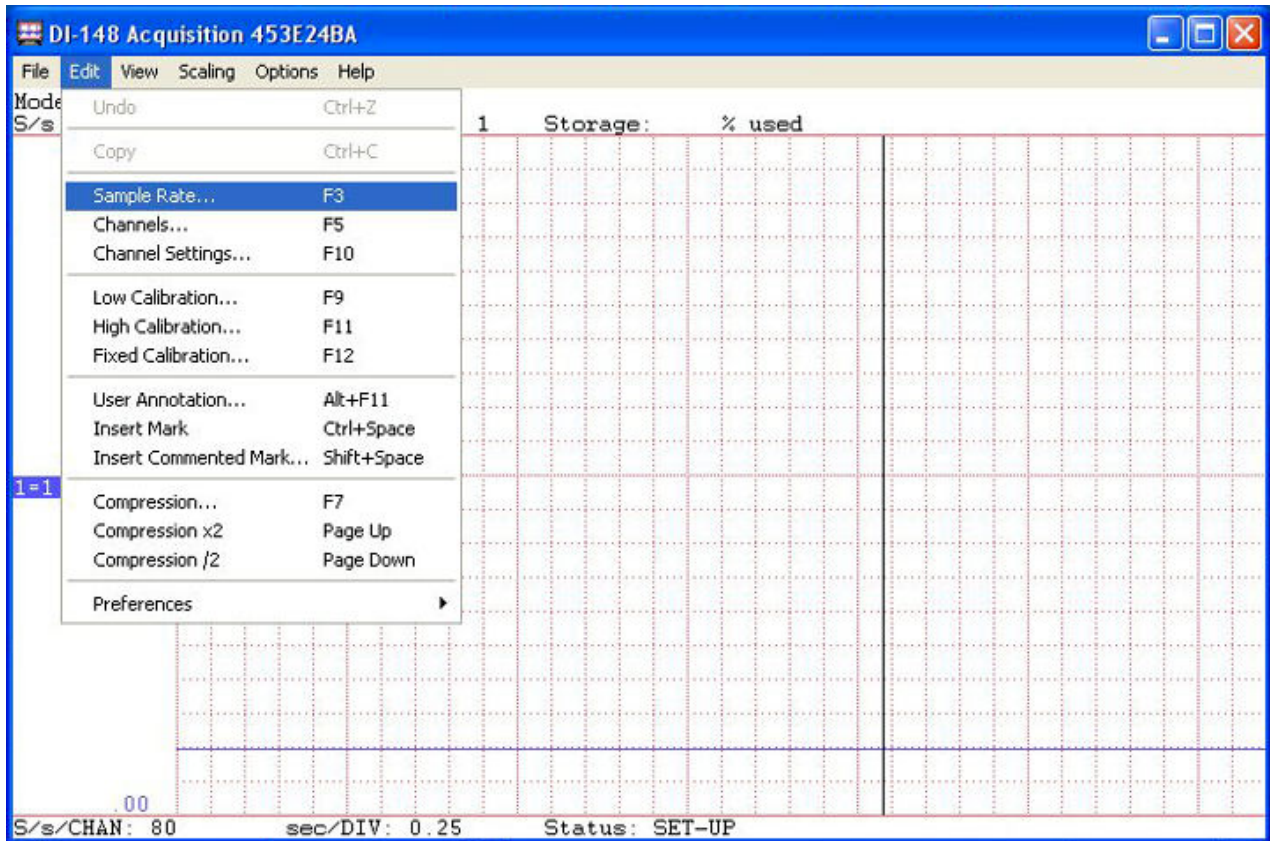 DI-148 Acquisition 453E24BA
File Edit View Scaling Options Help
Mode
S/s 1 Storage: % used
Undo Ctrl+Z
Copy Ctrl+C
Sample Rate... F3
Channels... F5
Channel Settings... F10
Low Calibration... F9
High Calibration... F11
Fixed Calibration... F12
User Annotation... Alt+F11
Insert Mark Ctrl+Space
Insert Commented Mark... Shift+Space
1=1
Compression... F7
Compression x2 Page Up
Compression /2 Page Down
Preferences
.00
S/s/CHAN: 80 sec/DIV: 0.25 Status: SET-UP